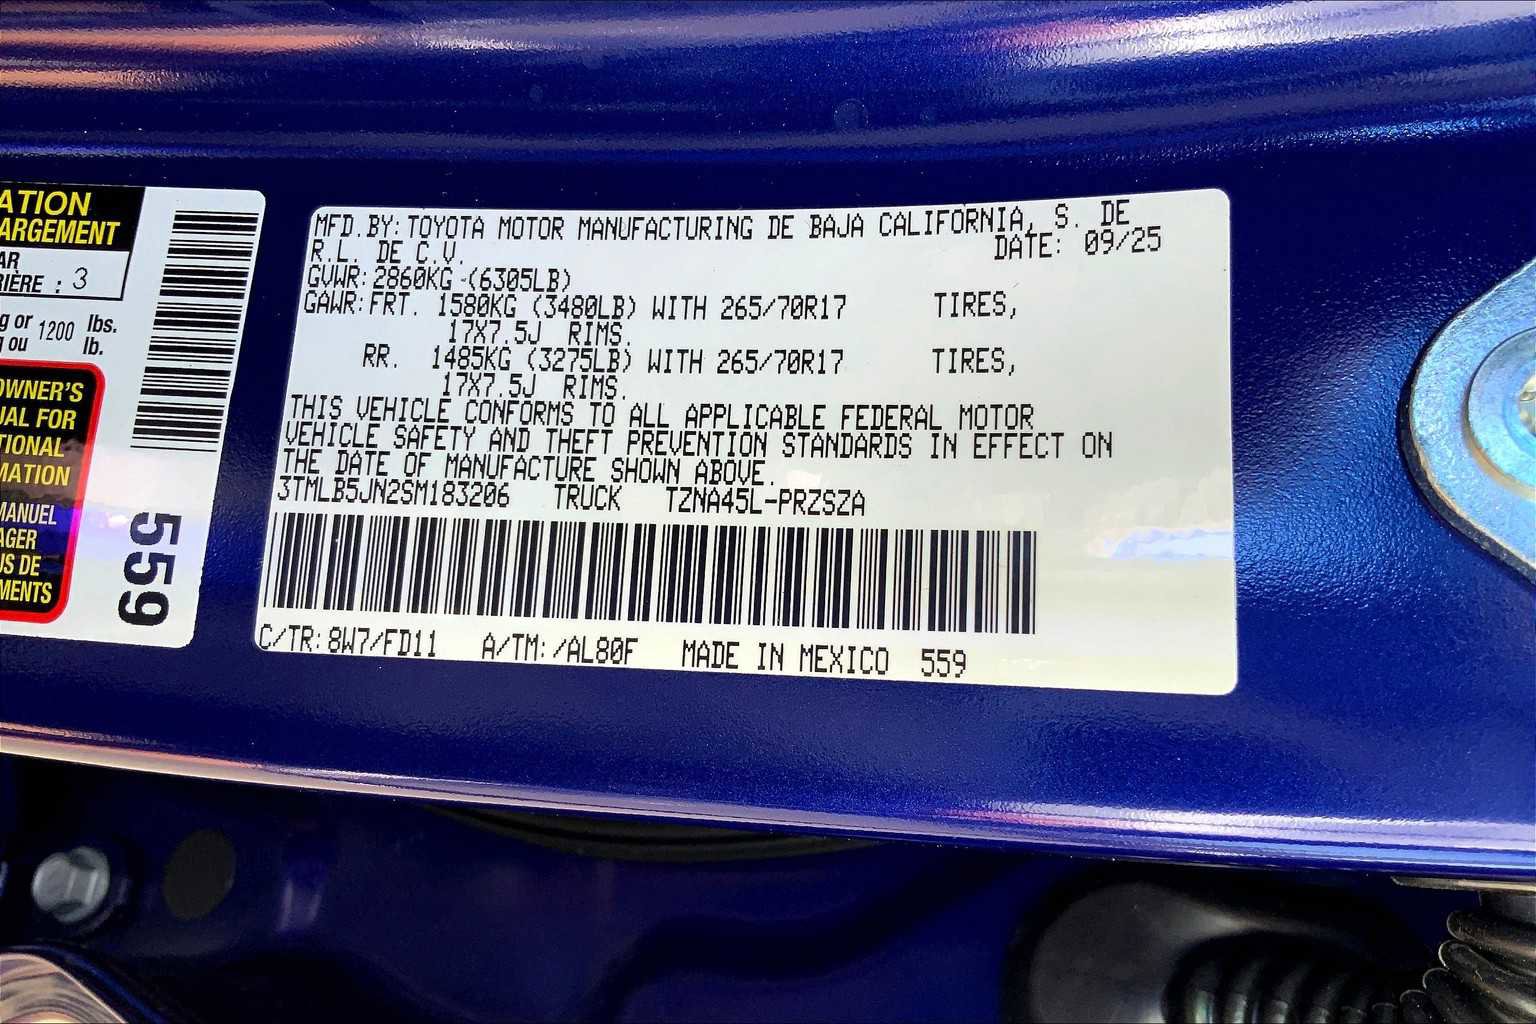 ATION
ARGEMENT
AR
RIÈRE : 3
g or 1200 lbs.
ou lb.
OWNER'S
UAL FOR
TIONAL
MATION
MANUEL
AGER
US DE
MENTS
559
MFD.BY:TOYOTA MOTOR MANUFACTURING DE BAJA CALIFORNIA, S. DE
R.L. DE C.V. DATE: 09/25
GVWR:2860KG (6305LB)
GAWR:FRT. 1580KG (3480LB) WITH 265/70R17 TIRES,
17X7.5J RIMS.
RR. 1485KG (3275LB) WITH 265/70R17 TIRES,
17X7.5J RIMS.
THIS VEHICLE CONFORMS TO ALL APPLICABLE FEDERAL MOTOR
VEHICLE SAFETY AND THEFT PREVENTION STANDARDS IN EFFECT ON
THE DATE OF MANUFACTURE SHOWN ABOVE.
3TMLB5JN2SM183206 TRUCK TZNA45L-PRZSZA
C/TR:8W7/FD11 A/TM:/AL80F MADE IN MEXICO 559